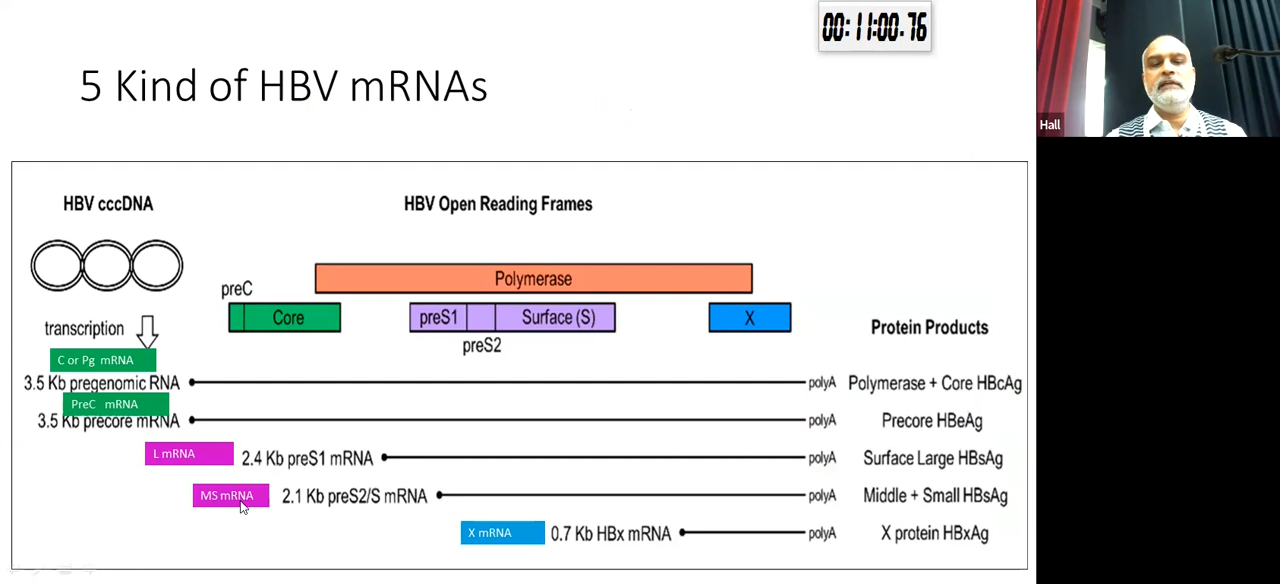 00:11:00.76
5 Kind of HBV mRNAs
Hall
HBV cccDNA
HBV Open Reading Frames
Polymerase
preC
Core
preS1
Surface (S)
X
preS2
transcription
Protein Products
C or Pg mRNA
3.5 Kb pregenomic RNA
polyA
Polymerase + Core HBcAg
PreC mRNA
3.5 Kb precore mRNA
polyA
Precore HBeAg
L mRNA
2.4 Kb preS1 mRNA
polyA
Surface Large HBsAg
MS mRNA
2.1 Kb preS2/S mRNA
polyA
Middle + Small HBsAg
X mRNA
0.7 Kb HBx mRNA
polyA
X protein HBxAg